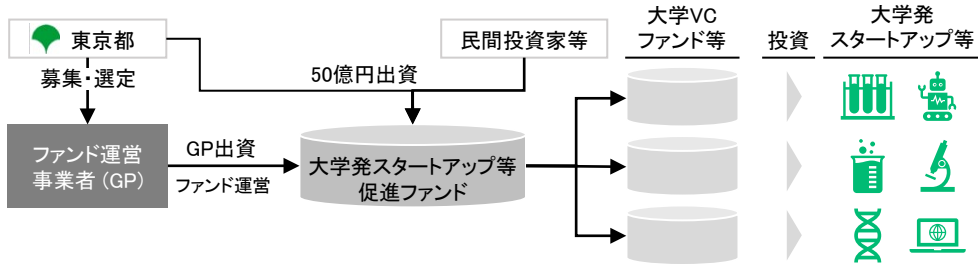 東京都
募集・選定
50億円出資
民間投資家等
ファンド運営
事業者（GP）
GP出資
ファンド運営
大学発スタートアップ等
促進ファンド
大学VC
ファンド等
投資
大学発
スタートアップ等